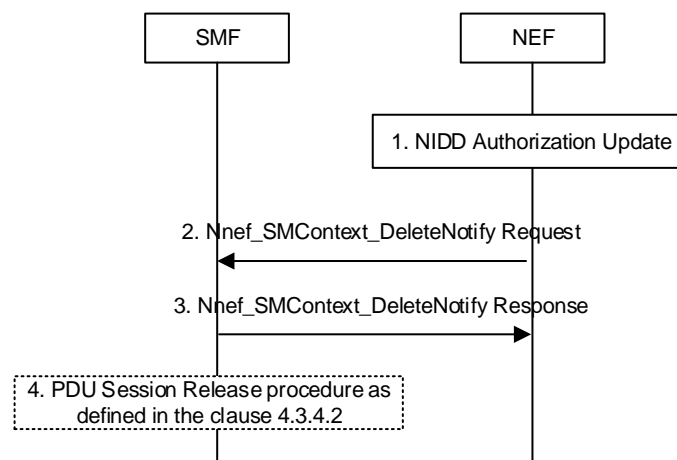 SMF
NEF
1. NIDD Authorization Update
2. Nnef_SMContext_DeleteNotify Request
3. Nnef_SMContext_DeleteNotify Response
4. PDU Session Release procedure as
defined in the clause 4.3.4.2